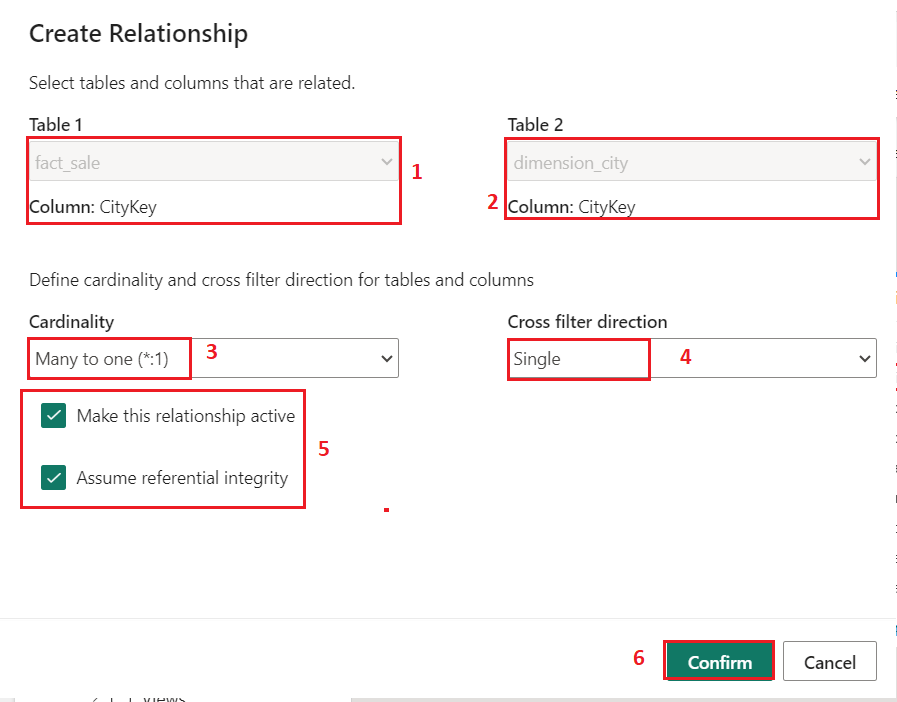 Create Relationship
Select tables and columns that are related.
Table 1
Table 2
fact_sale
1
dimension_city
2
Column: CityKey
Column: CityKey
Define cardinality and cross filter direction for tables and columns
Cardinality
Cross filter direction
Many to one (*:1)
3
Single
4
Make this relationship active
5
Assume referential integrity
6
Confirm
Cancel